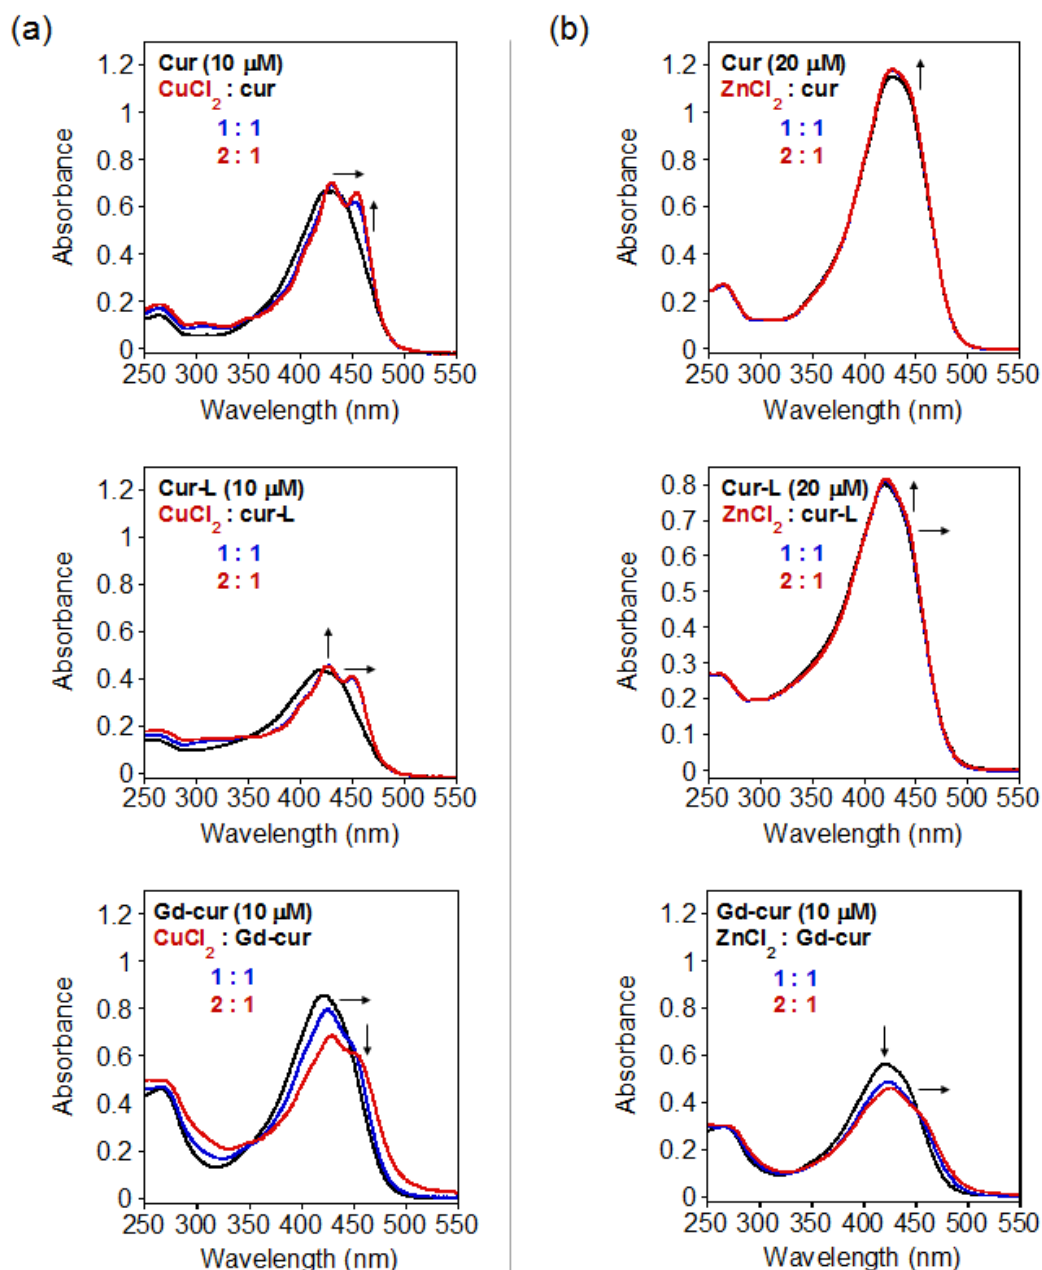 (a)
(b)
Cur (10 μM)
CuCl2 : cur
1 : 1
2 : 1
1.2
1
0.8
0.6
0.4
0.2
0
Absorbance
250 300 350 400 450 500 550
Wavelength (nm)
Cur (20 μM)
ZnCl2 : cur
1 : 1
2 : 1
1.2
1
0.8
0.6
0.4
0.2
0
Absorbance
250 300 350 400 450 500 550
Wavelength (nm)
Cur-L (10 μM)
CuCl2 : cur-L
1 : 1
2 : 1
1.2
1
0.8
0.6
0.4
0.2
0
Absorbance
250 300 350 400 450 500 550
Wavelength (nm)
Cur-L (20 μM)
ZnCl2 : cur-L
1 : 1
2 : 1
0.8
0.7
0.6
0.5
0.4
0.3
0.2
0.1
0
Absorbance
250 300 350 400 450 500 550
Wavelength (nm)
Gd-cur (10 μM)
CuCl2 : Gd-cur
1 : 1
2 : 1
1.2
1
0.8
0.6
0.4
0.2
0
Absorbance
250 300 350 400 450 500 550
Wavelength (nm)
Gd-cur (10 μM)
ZnCl2 : Gd-cur
1 : 1
2 : 1
1.2
1
0.8
0.6
0.4
0.2
0
Absorbance
250 300 350 400 450 500 550
Wavelength (nm)